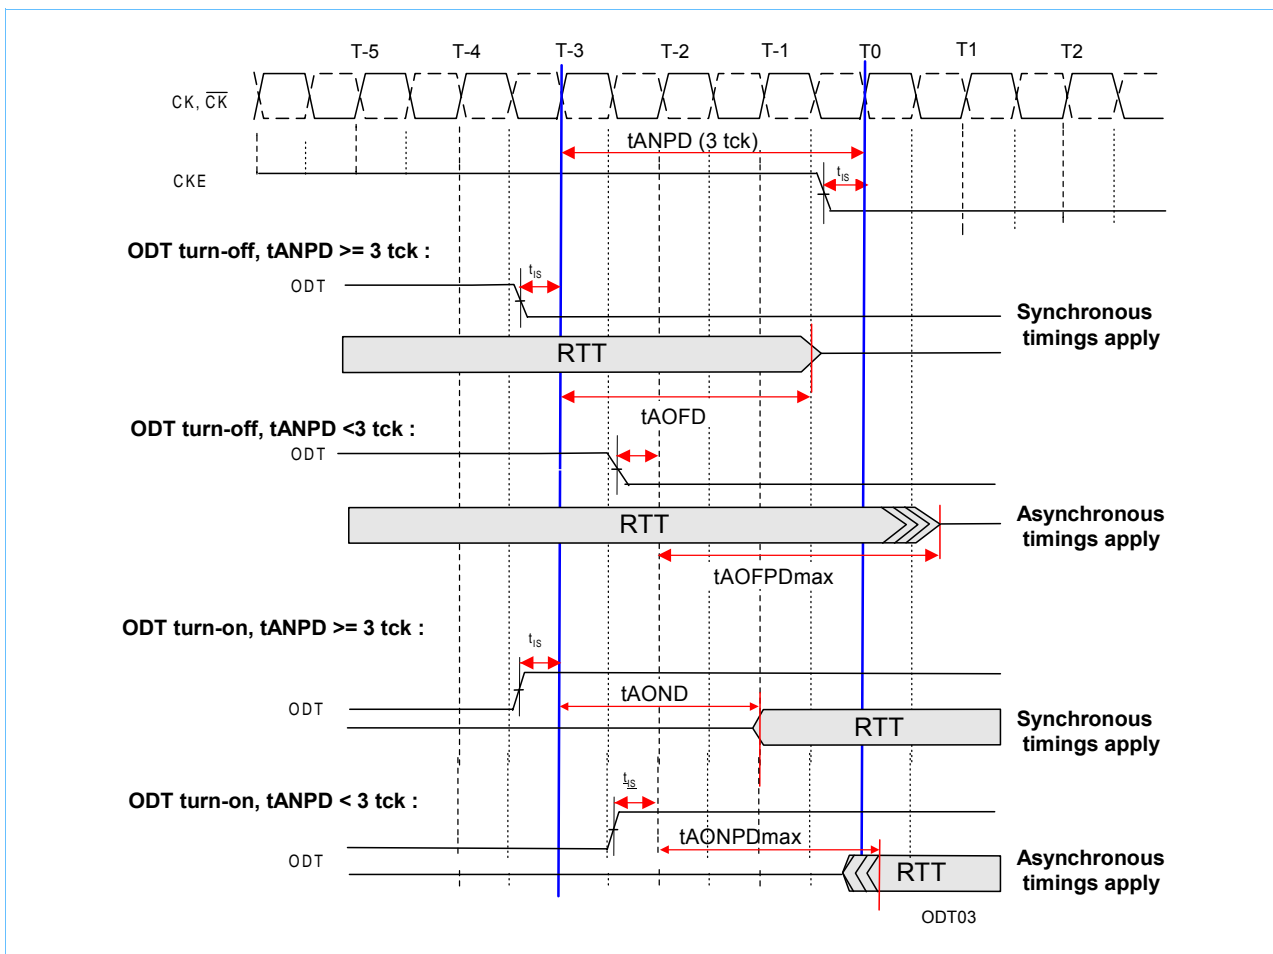 T-5 T-4 T-3 T-2 T-1 T0 T1 T2
CK, C̅K̅
tANPD (3 tck)
CKE
tIS
ODT turn-off, tANPD >= 3 tck :
tIS
ODT
Synchronous
timings apply
RTT
tAOFD
ODT turn-off, tANPD <3 tck :
ODT
RTT
Asynchronous
timings apply
tAOFPDmax
ODT turn-on, tANPD >= 3 tck :
tIS
tAOND
ODT
RTT
Synchronous
timings apply
tIS
ODT turn-on, tANPD < 3 tck :
tAONPDmax
ODT
RTT
Asynchronous
timings apply
ODT03